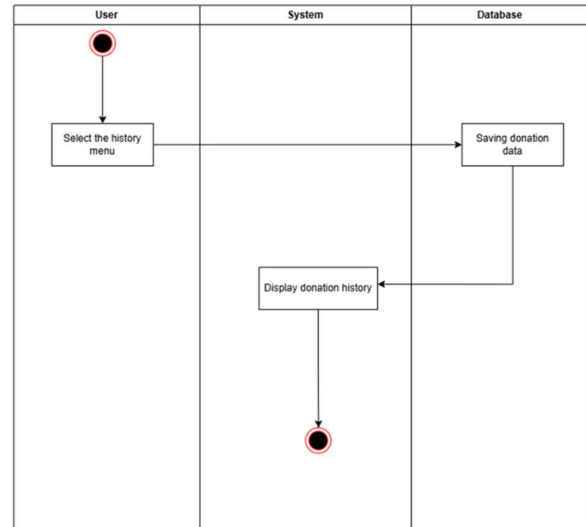 User
System
Database
Select the history
menu
Saving donation
data
Display donation history